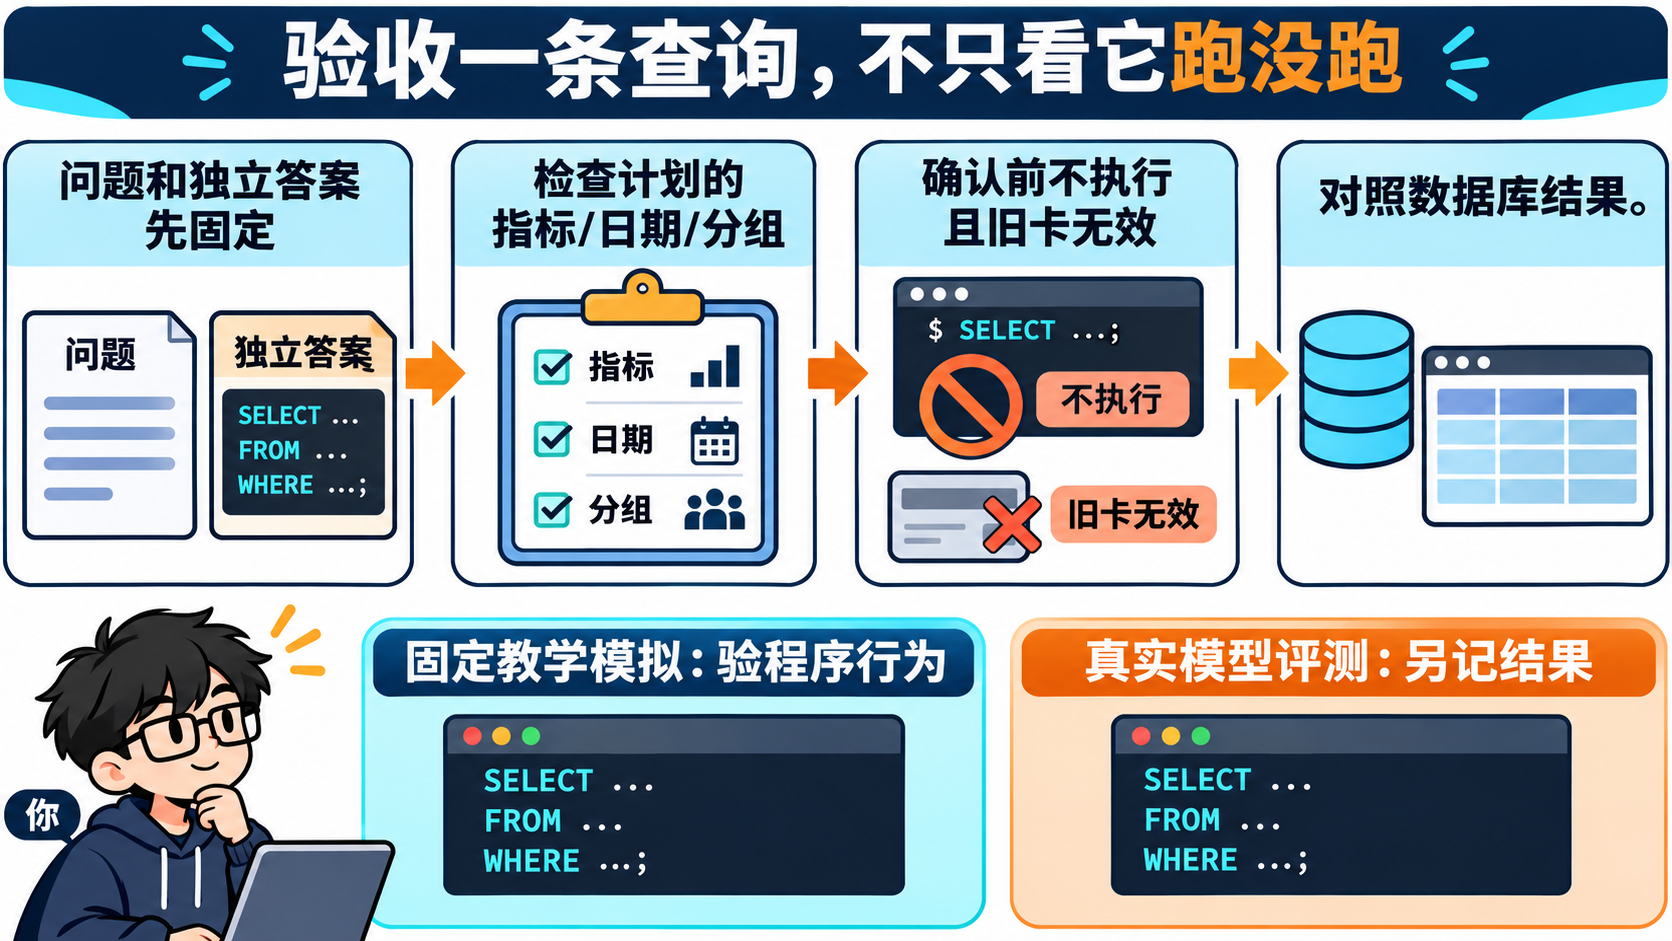 验收一条查询，不只看它跑没跑
问题和独立答案
先固定
问题
独立答案
SELECT ...
FROM ...
WHERE ...;
检查计划的
指标/日期/分组
指标
日期
分组
确认前不执行
且旧卡无效
$ SELECT ...;
不执行
旧卡无效
对照数据库结果。
你
固定教学模拟：验程序行为
SELECT ...
FROM ...
WHERE ...;
真实模型评测：另记结果
SELECT ...
FROM ...
WHERE ...;